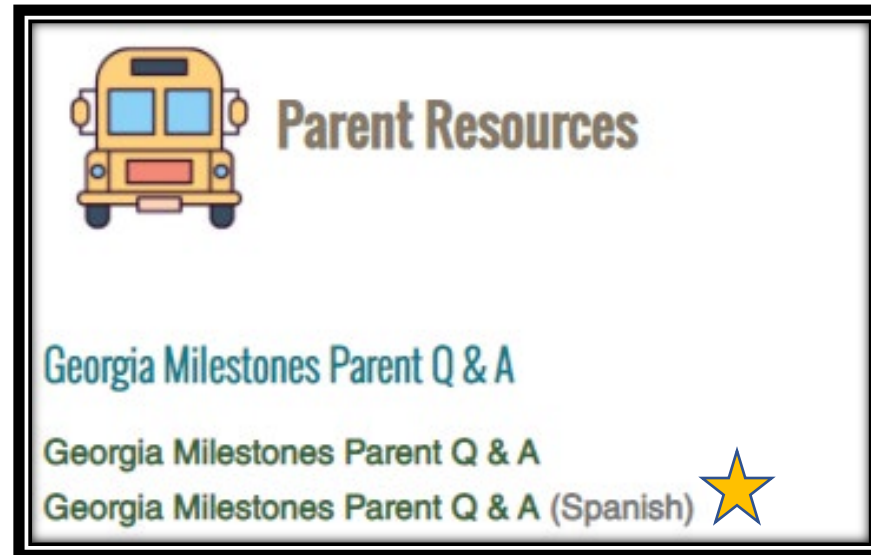 Parent Resources
Georgia Milestones Parent Q & A
Georgia Milestones Parent Q & A
Georgia Milestones Parent Q & A (Spanish)